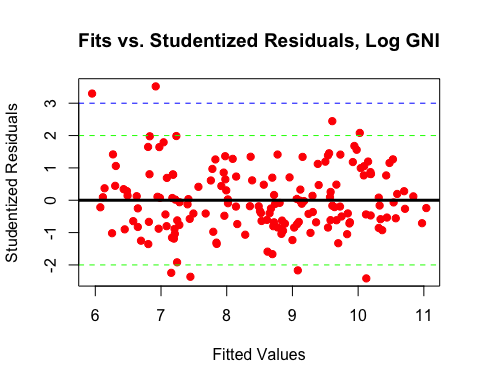 Fits vs. Studentized Residuals, Log GNI
Studentized Residuals
3
2
1
0
-1
-2
6 7 8 9 10 11
Fitted Values